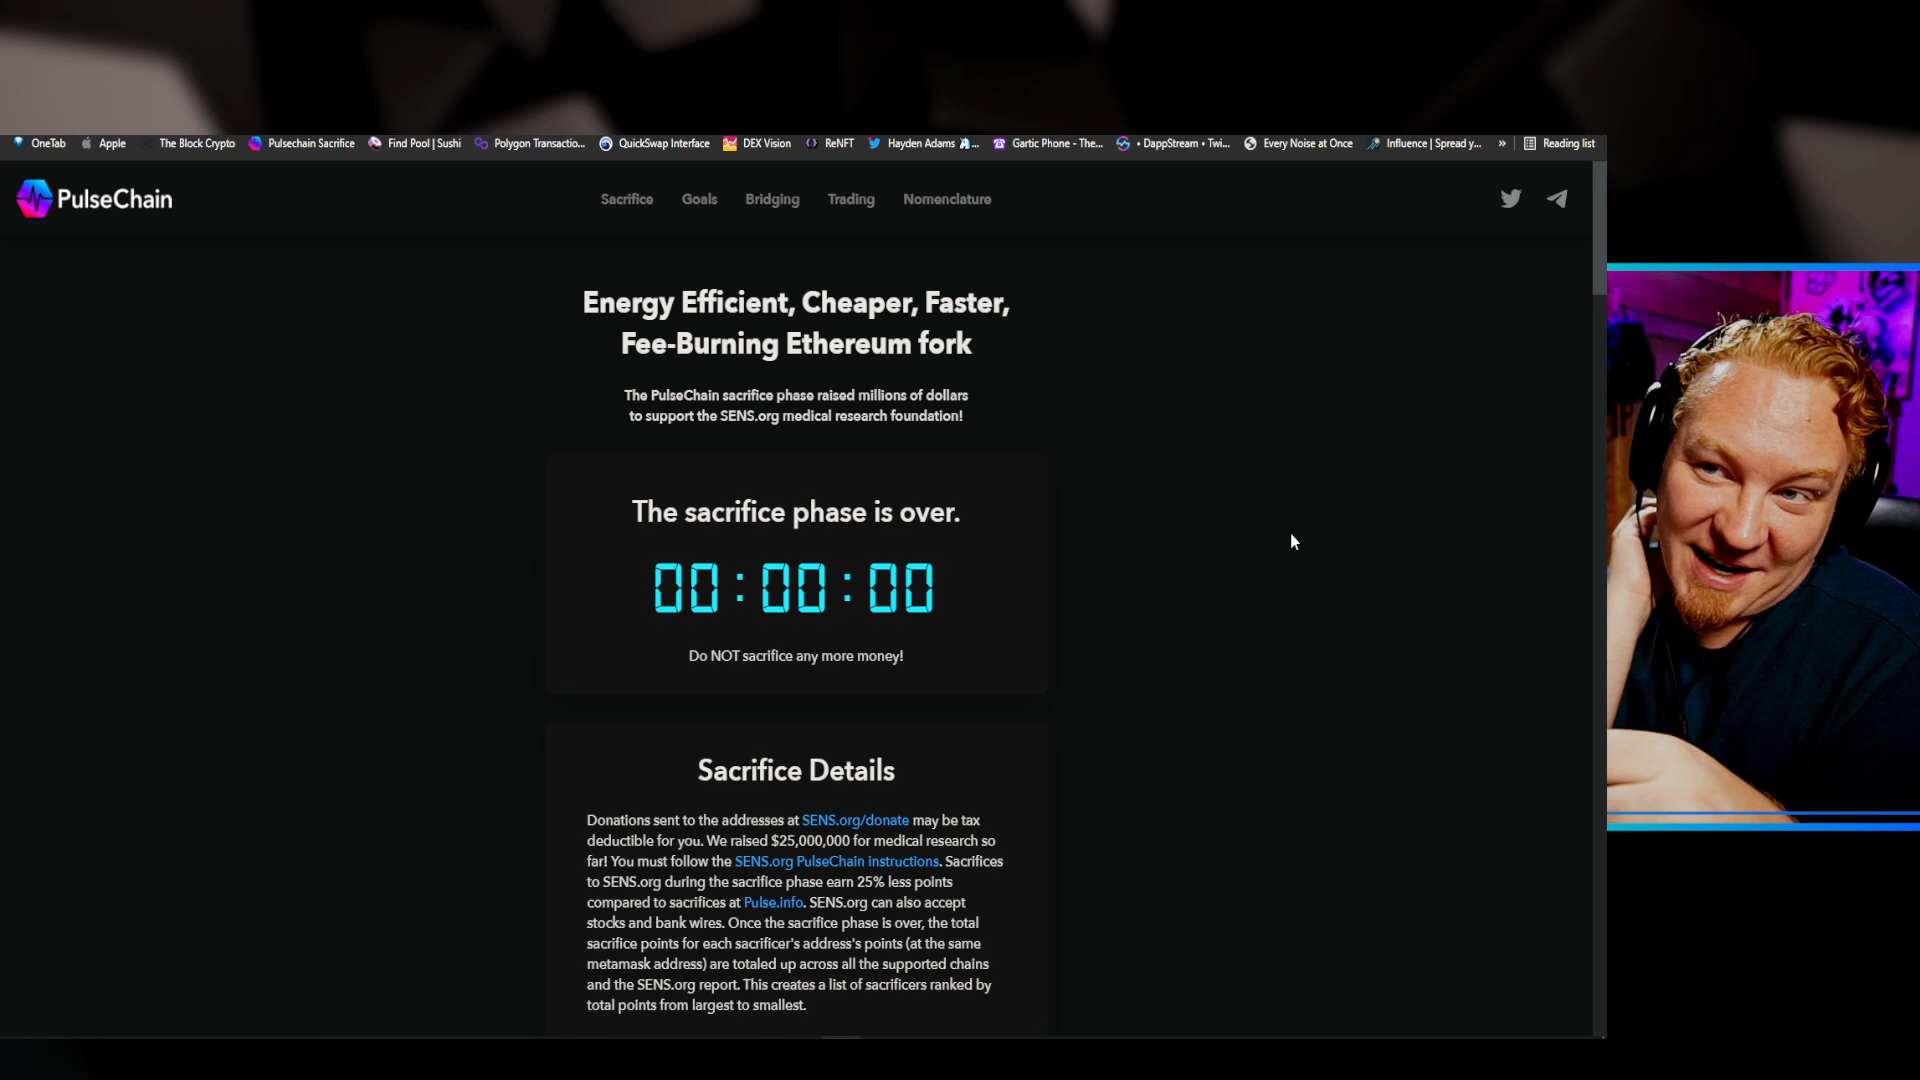 OneTab Apple The Block Crypto Pulsechain Sacrifice Find Pool | Sushi Polygon Transactio... QuickSwap Interface DEX Vision ReNFT Hayden Adams ... Gartic Phone - The... • DappStream • Twi... Every Noise at Once Influence | Spread y... » Reading list
PulseChain Sacrifice Goals Bridging Trading Nomenclature
Energy Efficient, Cheaper, Faster,
Fee-Burning Ethereum fork
The PulseChain sacrifice phase raised millions of dollars
to support the SENS.org medical research foundation!
The sacrifice phase is over.
00:00:00
Do NOT sacrifice any more money!
Sacrifice Details
Donations sent to the addresses at SENS.org/donate may be tax
deductible for you. We raised $25,000,000 for medical research so
far! You must follow the SENS.org PulseChain instructions. Sacrifices
to SENS.org during the sacrifice phase earn 25% less points
compared to sacrifices at Pulse.info. SENS.org can also accept
stocks and bank wires. Once the sacrifice phase is over, the total
sacrifice points for each sacrificer's address's points (at the same
metamask address) are totaled up across all the supported chains
and the SENS.org report. This creates a list of sacrificers ranked by
total points from largest to smallest.